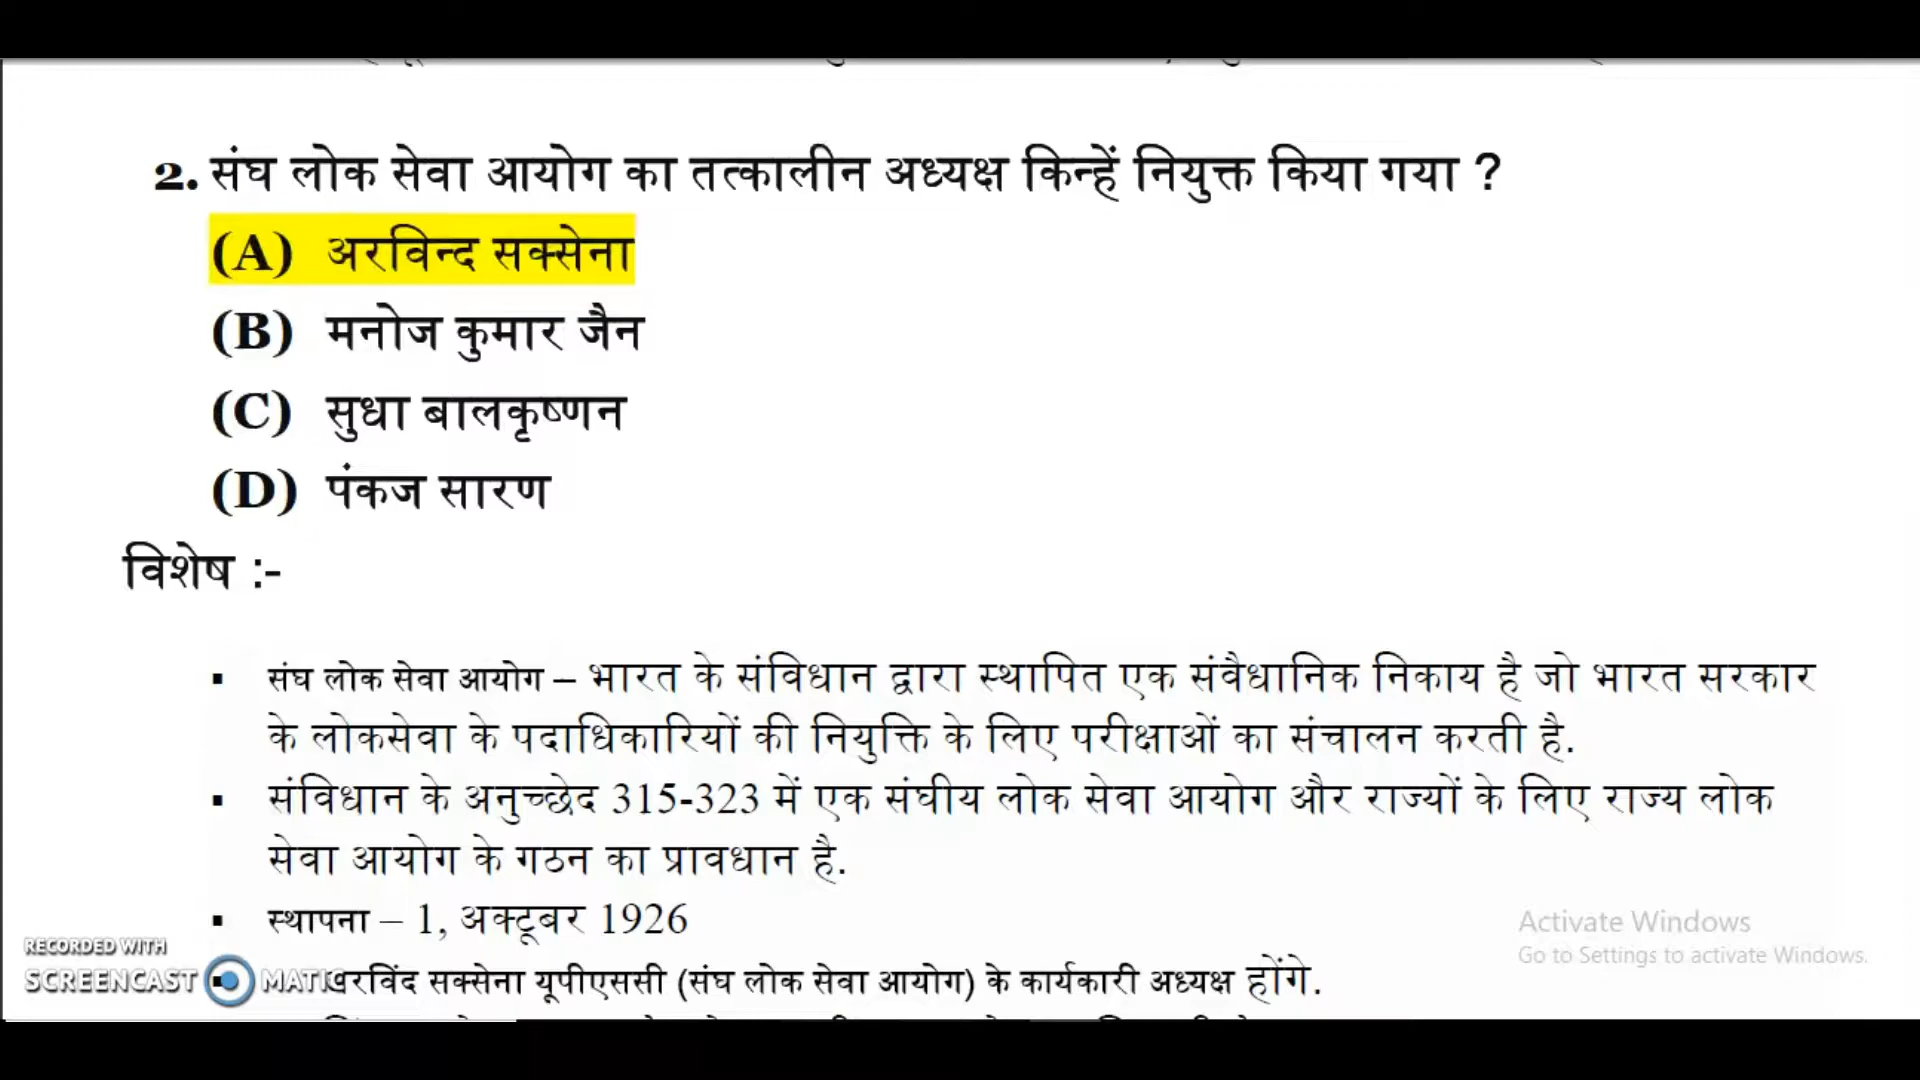 2. संघ लोक सेवा आयोग का तत्कालीन अध्यक्ष किन्हें नियुक्त किया गया ?
(A) अरविन्द सक्सेना
(B) मनोज कुमार जैन
(C) सुधा बालकृष्णन
(D) पंकज सारण
विशेष :-
▪ संघ लोक सेवा आयोग – भारत के संविधान द्वारा स्थापित एक संवैधानिक निकाय है जो भारत सरकार
के लोकसेवा के पदाधिकारियों की नियुक्ति के लिए परीक्षाओं का संचालन करती है.
▪ संविधान के अनुच्छेद 315-323 में एक संघीय लोक सेवा आयोग और राज्यों के लिए राज्य लोक
सेवा आयोग के गठन का प्रावधान है.
▪ स्थापना – 1, अक्टूबर 1926
Activate Windows
Go to Settings to activate Windows.
RECORDED WITH
SCREENCAST MATIC
▪ अरविंद सक्सेना यूपीएससी (संघ लोक सेवा आयोग) के कार्यकारी अध्यक्ष होंगे.